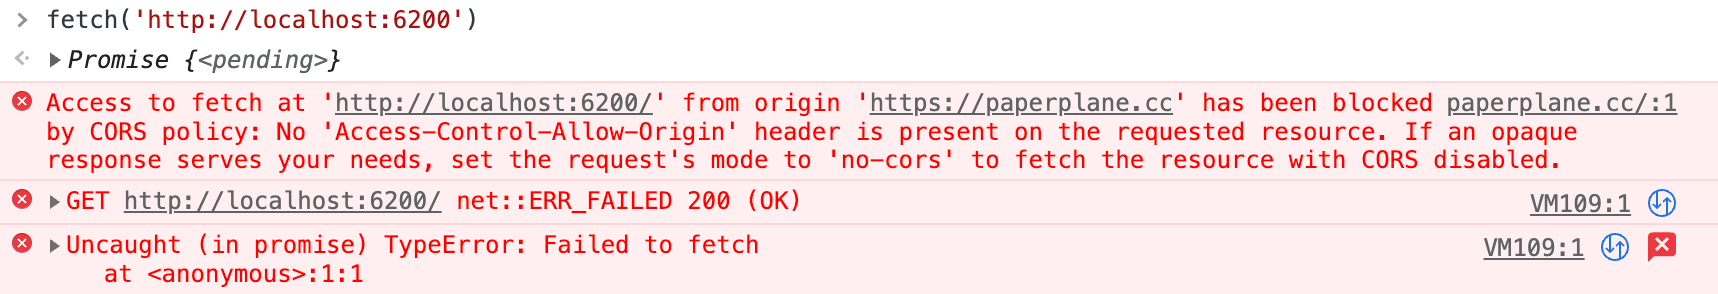 fetch('http://localhost:6200')
Promise {<pending>}
Access to fetch at 'http://localhost:6200/' from origin 'https://paperplane.cc' has been blocked paperplane.cc/:1
by CORS policy: No 'Access-Control-Allow-Origin' header is present on the requested resource. If an opaque
response serves your needs, set the request's mode to 'no-cors' to fetch the resource with CORS disabled.
GET http://localhost:6200/ net::ERR_FAILED 200 (OK) VM109:1
Uncaught (in promise) TypeError: Failed to fetch VM109:1
at <anonymous>:1:1